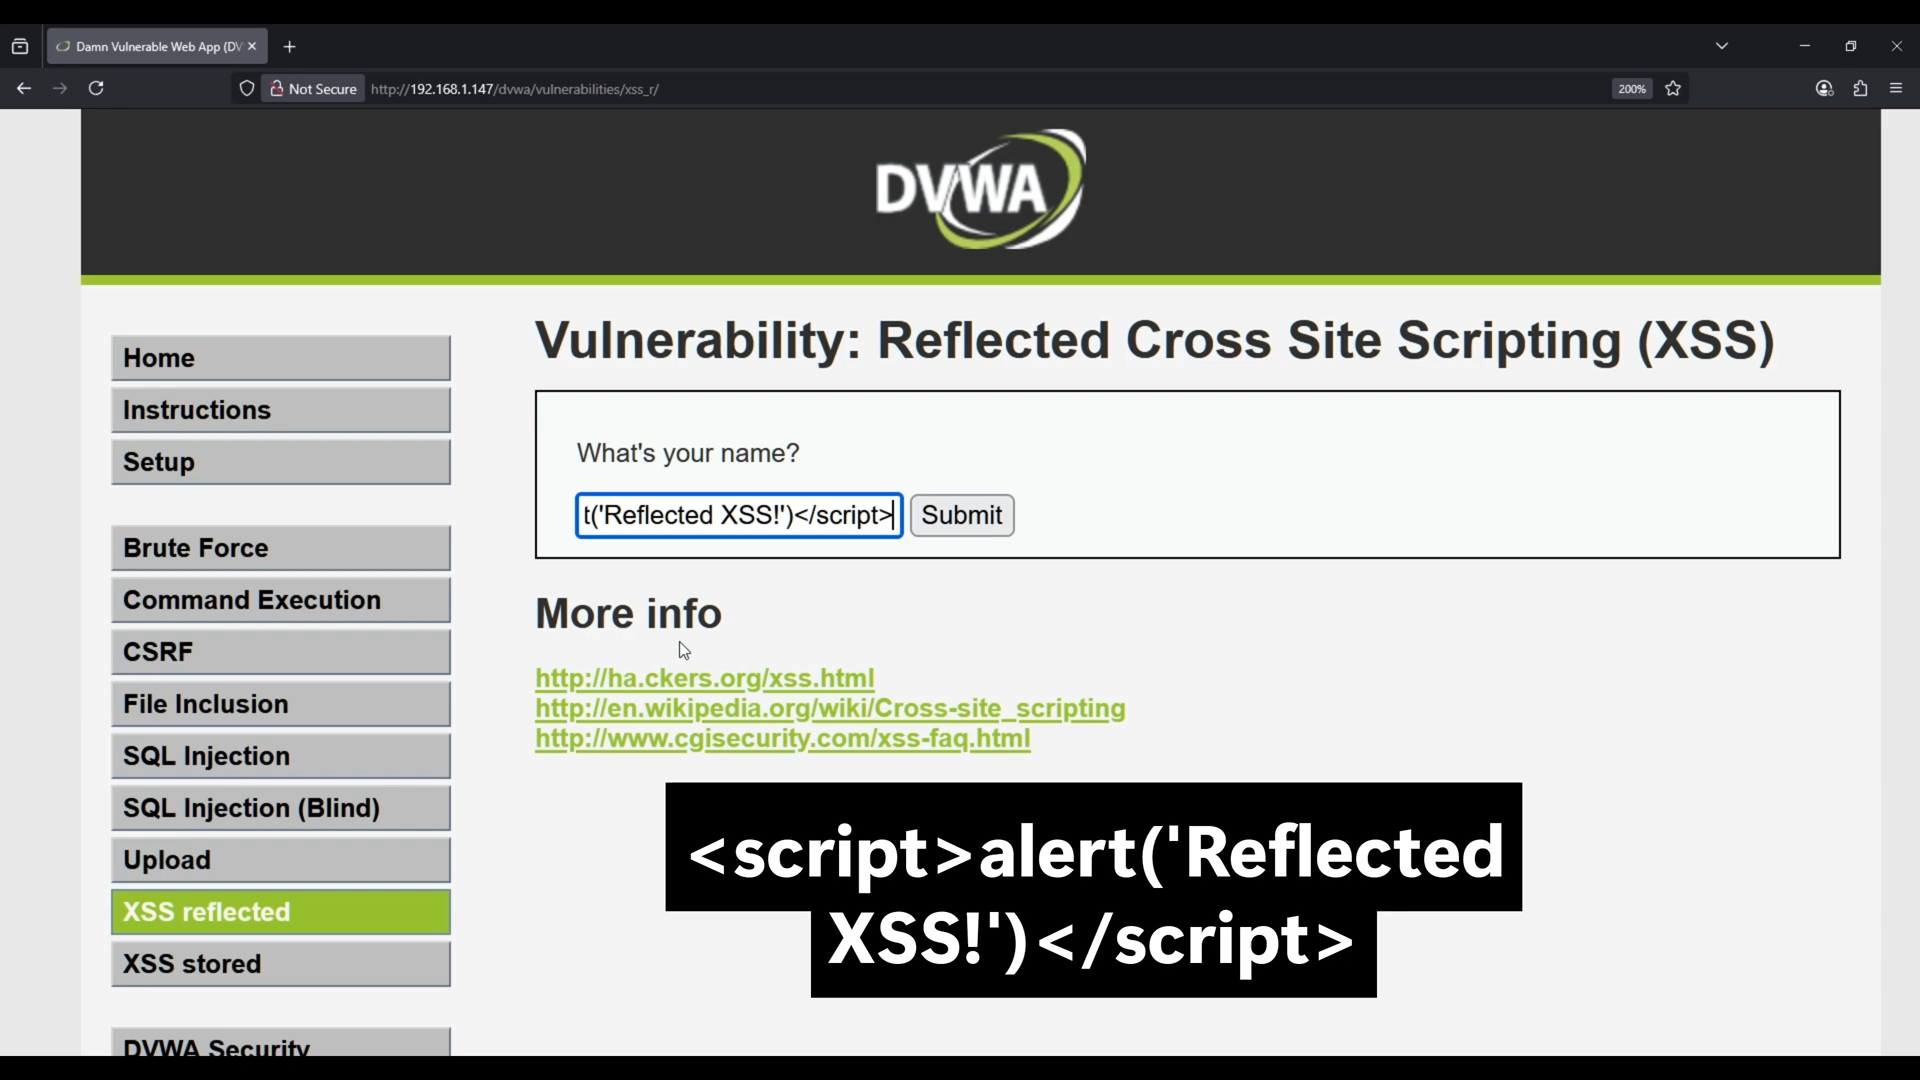 Damn Vulnerable Web App (DV
Not Secure
http://192.168.1.147/dvwa/vulnerabilities/xss_r/
200%
DVWA
Home
Instructions
Setup
Brute Force
Command Execution
CSRF
File Inclusion
SQL Injection
SQL Injection (Blind)
Upload
XSS reflected
XSS stored
DVWA Security
Vulnerability: Reflected Cross Site Scripting (XSS)
What's your name?
t('Reflected XSS!')</script>
Submit
More info
http://ha.ckers.org/xss.html
http://en.wikipedia.org/wiki/Cross-site_scripting
http://www.cgisecurity.com/xss-faq.html
<script>alert('Reflected
XSS!')</script>